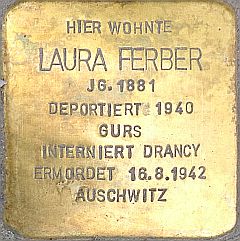 HIER WOHNTE
LAURA FERBER
JG. 1881
DEPORTIERT 1940
GURS
INTERNIERT DRANCY
ERMORDET 16.8.1942
AUSCHWITZ